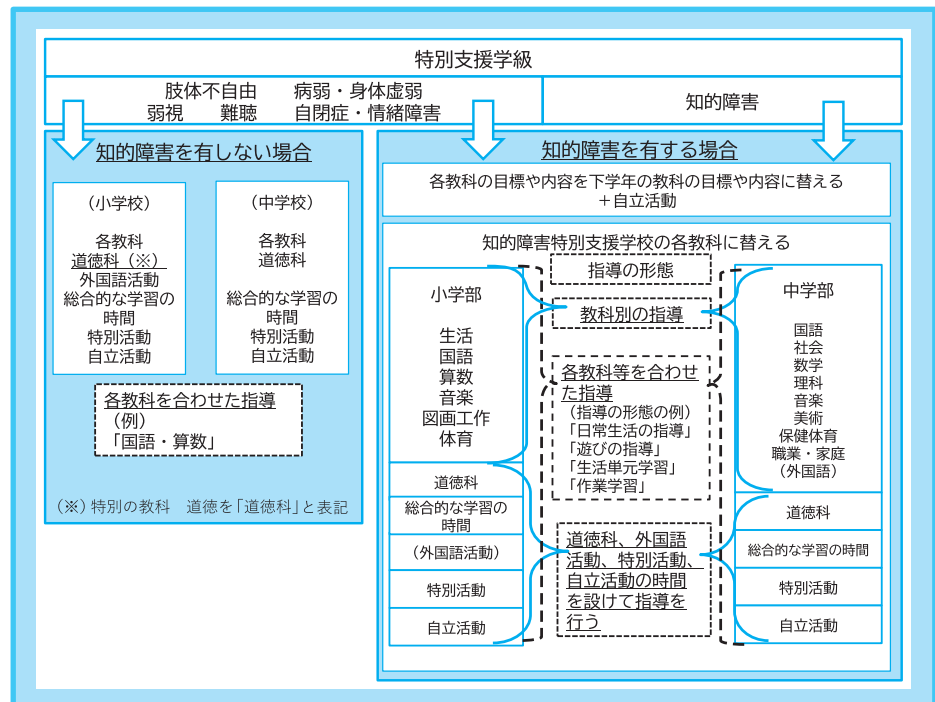 特別支援学級
肢体不自由　　病弱・身体虚弱
弱視　　難聴　　自閉症・情緒障害
知的障害
知的障害を有しない場合
（小学校）
各教科
道徳科（※）
外国語活動
総合的な学習の
時間
特別活動
自立活動
（中学校）
各教科
道徳科
総合的な学習の
時間
特別活動
自立活動
各教科を合わせた指導
（例）
「国語・算数」
（※）特別の教科　道徳を「道徳科」と表記
知的障害を有する場合
各教科の目標や内容を下学年の教科の目標や内容に替える
＋自立活動
知的障害特別支援学校の各教科に替える
小学部
生活
国語
算数
音楽
図画工作
体育
道徳科
総合的な学習の
時間
（外国語活動）
特別活動
自立活動
指導の形態
教科別の指導
各教科等を合わせ
た指導
（指導の形態の例）
「日常生活の指導」
「遊びの指導」
「生活単元学習」
「作業学習」
道徳科、外国語
活動、特別活動、
自立活動の時間
を設けて指導を
行う
中学部
国語
社会
数学
理科
音楽
美術
保健体育
職業・家庭
（外国語）
道徳科
総合的な学習の時間
特別活動
自立活動